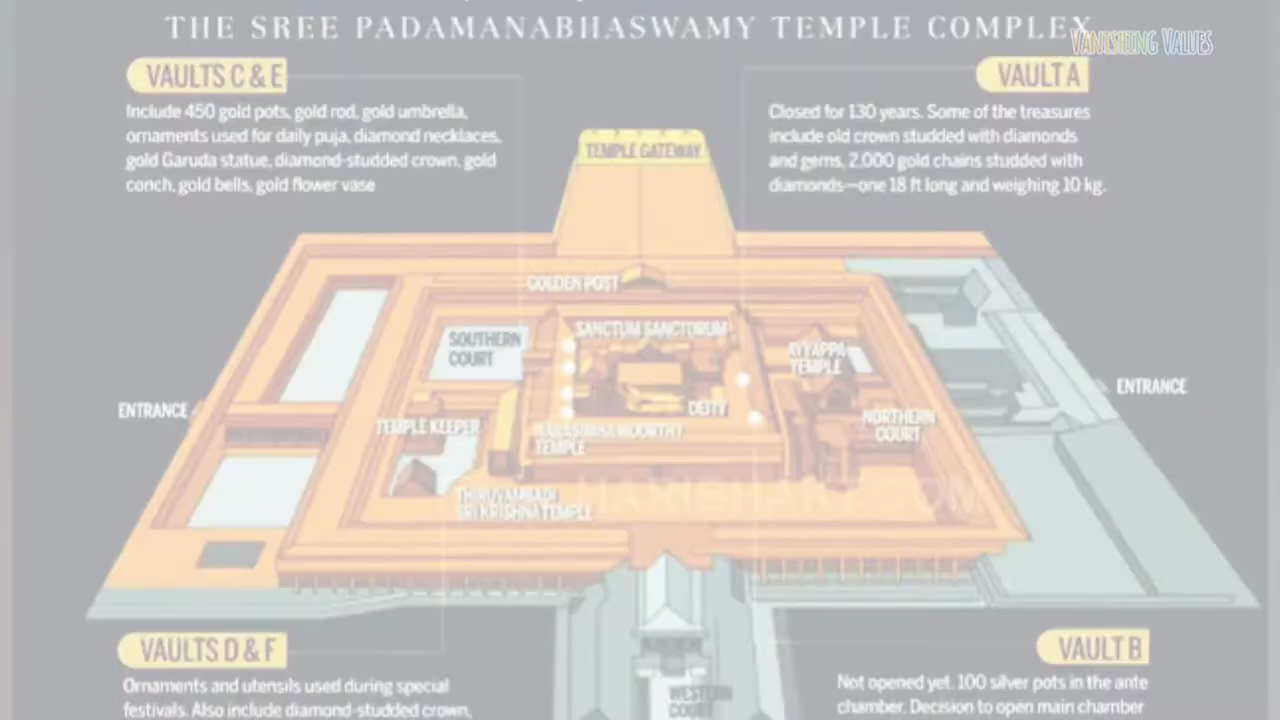 THE SREE PADAMANABHASWAMY TEMPLE COMPLEX
VANISHING VALUES
VAULTS C & E
Include 450 gold pots, gold rod, gold umbrella,
ornaments used for daily puja, diamond necklaces,
gold Garuda statue, diamond-studded crown, gold
conch, gold bells, gold flower vase
VAULT A
Closed for 130 years. Some of the treasures
include old crown studded with diamonds
and gems, 2,000 gold chains studded with
diamonds—one 18 ft long and weighing 10 kg.
TEMPLE GATEWAY
GOLDEN POST
SANCTUM SANCTORUM
SOUTHERN
COURT
AYYAPPA
TEMPLE
ENTRANCE
ENTRANCE
DEITY
NORTHERN
COURT
TEMPLE KEEPER
NARASIMHA MOORTHY
TEMPLE
THIRUVAMBADI
SRI KRISHNA TEMPLE
WESTERN
COURT
VAULTS D & F
Ornaments and utensils used during special
festivals. Also include diamond-studded crown,
VAULT B
Not opened yet. 100 silver pots in the ante
chamber. Decision to open main chamber